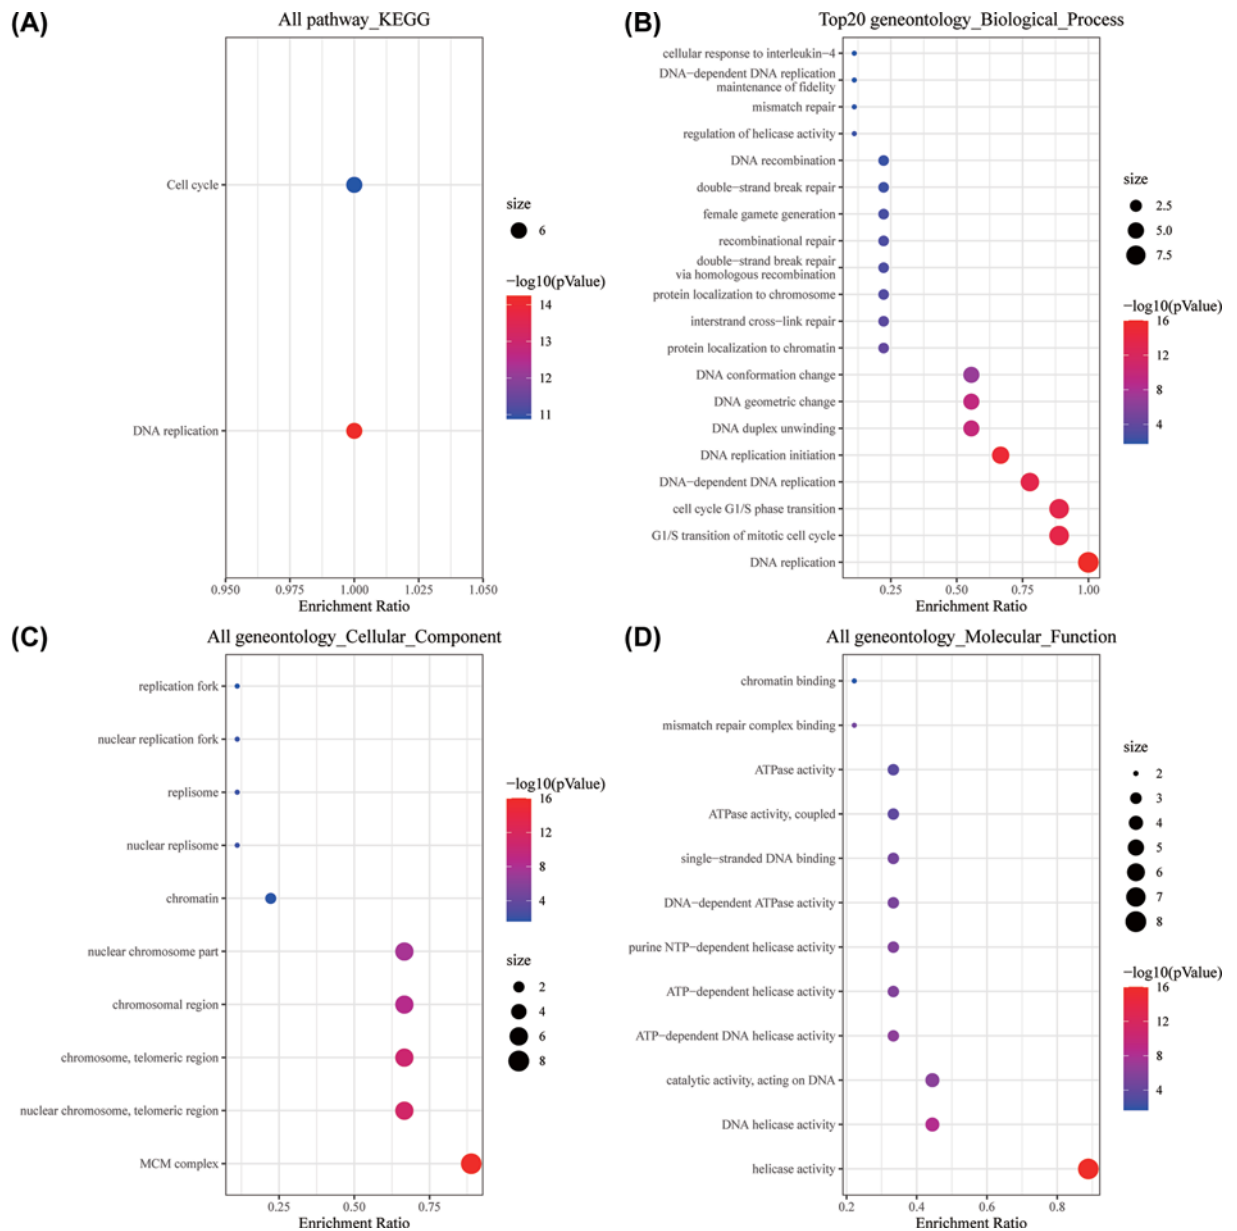 (A)
All pathway_KEGG
Cell cycle
DNA replication
0.950
0.975
1.000
1.025
1.050
Enrichment Ratio
size
6
−log10(pValue)
14
13
12
11
(B)
Top20 geneontology_Biological_Process
cellular response to interleukin−4
DNA−dependent DNA replication
maintenance of fidelity
mismatch repair
regulation of helicase activity
DNA recombination
double−strand break repair
female gamete generation
recombinational repair
double−strand break repair
via homologous recombination
protein localization to chromosome
interstrand cross−link repair
protein localization to chromatin
DNA conformation change
DNA geometric change
DNA duplex unwinding
DNA replication initiation
DNA−dependent DNA replication
cell cycle G1/S phase transition
G1/S transition of mitotic cell cycle
DNA replication
0.25
0.50
0.75
1.00
Enrichment Ratio
size
2.5
5.0
7.5
−log10(pValue)
16
12
8
4
(C)
All geneontology_Cellular_Component
replication fork
nuclear replication fork
replisome
nuclear replisome
chromatin
nuclear chromosome part
chromosomal region
chromosome, telomeric region
nuclear chromosome, telomeric region
MCM complex
0.25
0.50
0.75
Enrichment Ratio
−log10(pValue)
16
12
8
4
size
2
4
6
8
(D)
All geneontology_Molecular_Function
chromatin binding
mismatch repair complex binding
ATPase activity
ATPase activity, coupled
single−stranded DNA binding
DNA−dependent ATPase activity
purine NTP−dependent helicase activity
ATP−dependent helicase activity
ATP−dependent DNA helicase activity
catalytic activity, acting on DNA
DNA helicase activity
helicase activity
0.2
0.4
0.6
0.8
Enrichment Ratio
size
2
3
4
5
6
7
8
−log10(pValue)
16
12
8
4